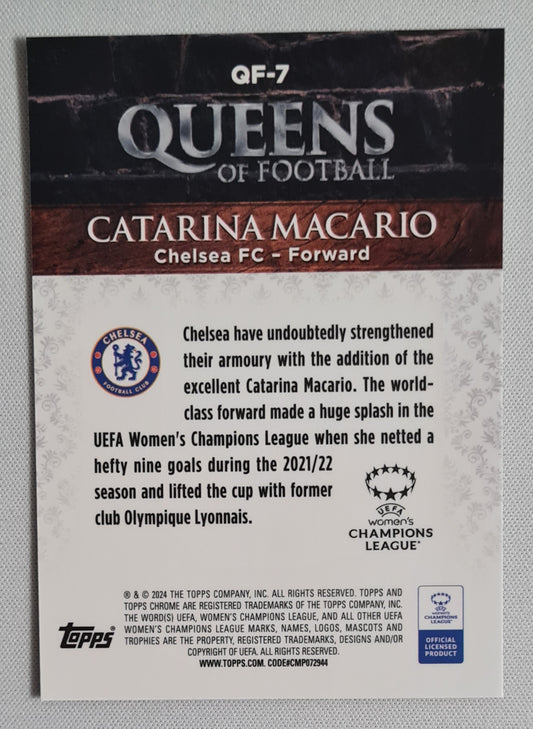 QF-7
QUEENS
OF FOOTBALL
CATARINA MACARIO
Chelsea FC – Forward
CHELSEA
FOOTBALL CLUB
Chelsea have undoubtedly strengthened
their armoury with the addition of the
excellent Catarina Macario. The world-
class forward made a huge splash in the
UEFA Women's Champions League when she netted a
hefty nine goals during the 2021/22
season and lifted the cup with former
club Olympique Lyonnais.
UEFA
women's
CHAMPIONS
LEAGUE
Topps
® & © 2024 THE TOPPS COMPANY, INC. ALL RIGHTS RESERVED. TOPPS AND
TOPPS CHROME ARE REGISTERED TRADEMARKS OF THE TOPPS COMPANY, INC.
THE WORD(S) UEFA, WOMEN'S CHAMPIONS LEAGUE, AND ALL OTHER UEFA
WOMEN'S CHAMPIONS LEAGUE MARKS, NAMES, LOGOS, MASCOTS AND
TROPHIES ARE THE PROPERTY, REGISTERED TRADEMARKS, DESIGNS AND/OR
COPYRIGHT OF UEFA. ALL RIGHTS RESERVED.
WWW.TOPPS.COM. CODE#CMP072944
women's
CHAMPIONS
LEAGUE
OFFICIAL
LICENSED
PRODUCT